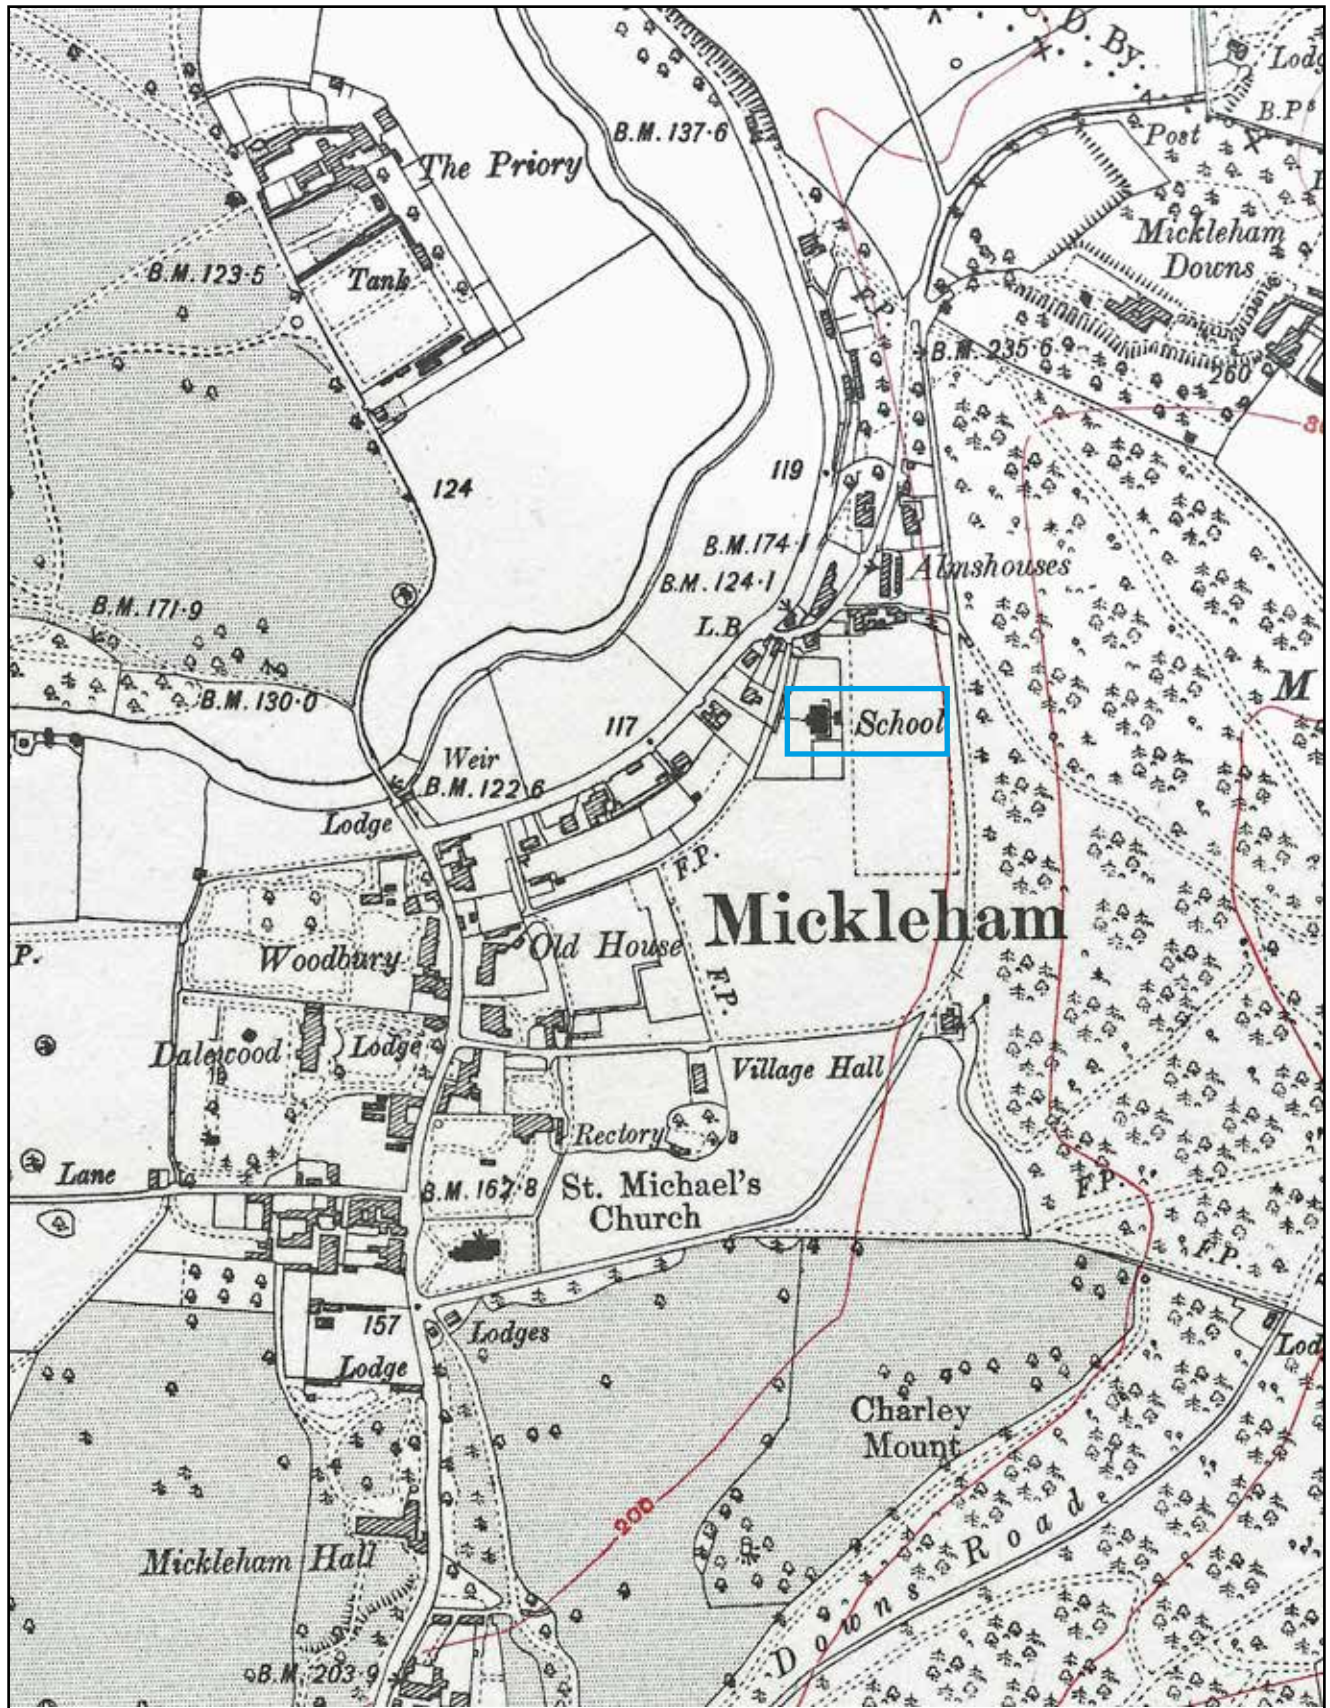 D. By.
Lod
B.P.s
Post
B.M. 137·6
The Priory
Mickleham
Downs
B.M. 123·5
Tank
F.P.
B.M. 235·6
260
124
119
B.M. 174·1
B.M. 124·1
Almshouses
B.M. 171·9
L.B.
M
B.M. 130·0
117
School
Weir
B.M. 122·6
Lodge
F.P.
Mickleham
P.
Woodbury
Old House
F.P.
Dalewood
Lodge
Village Hall
Rectory
Lane
B.M. 167·8
St. Michael's
Church
F.P.
F.P.
157
Lodges
Lod
Lodge
Charley
Mount
200
Downs Road
Mickleham Hall
B.M. 203·9